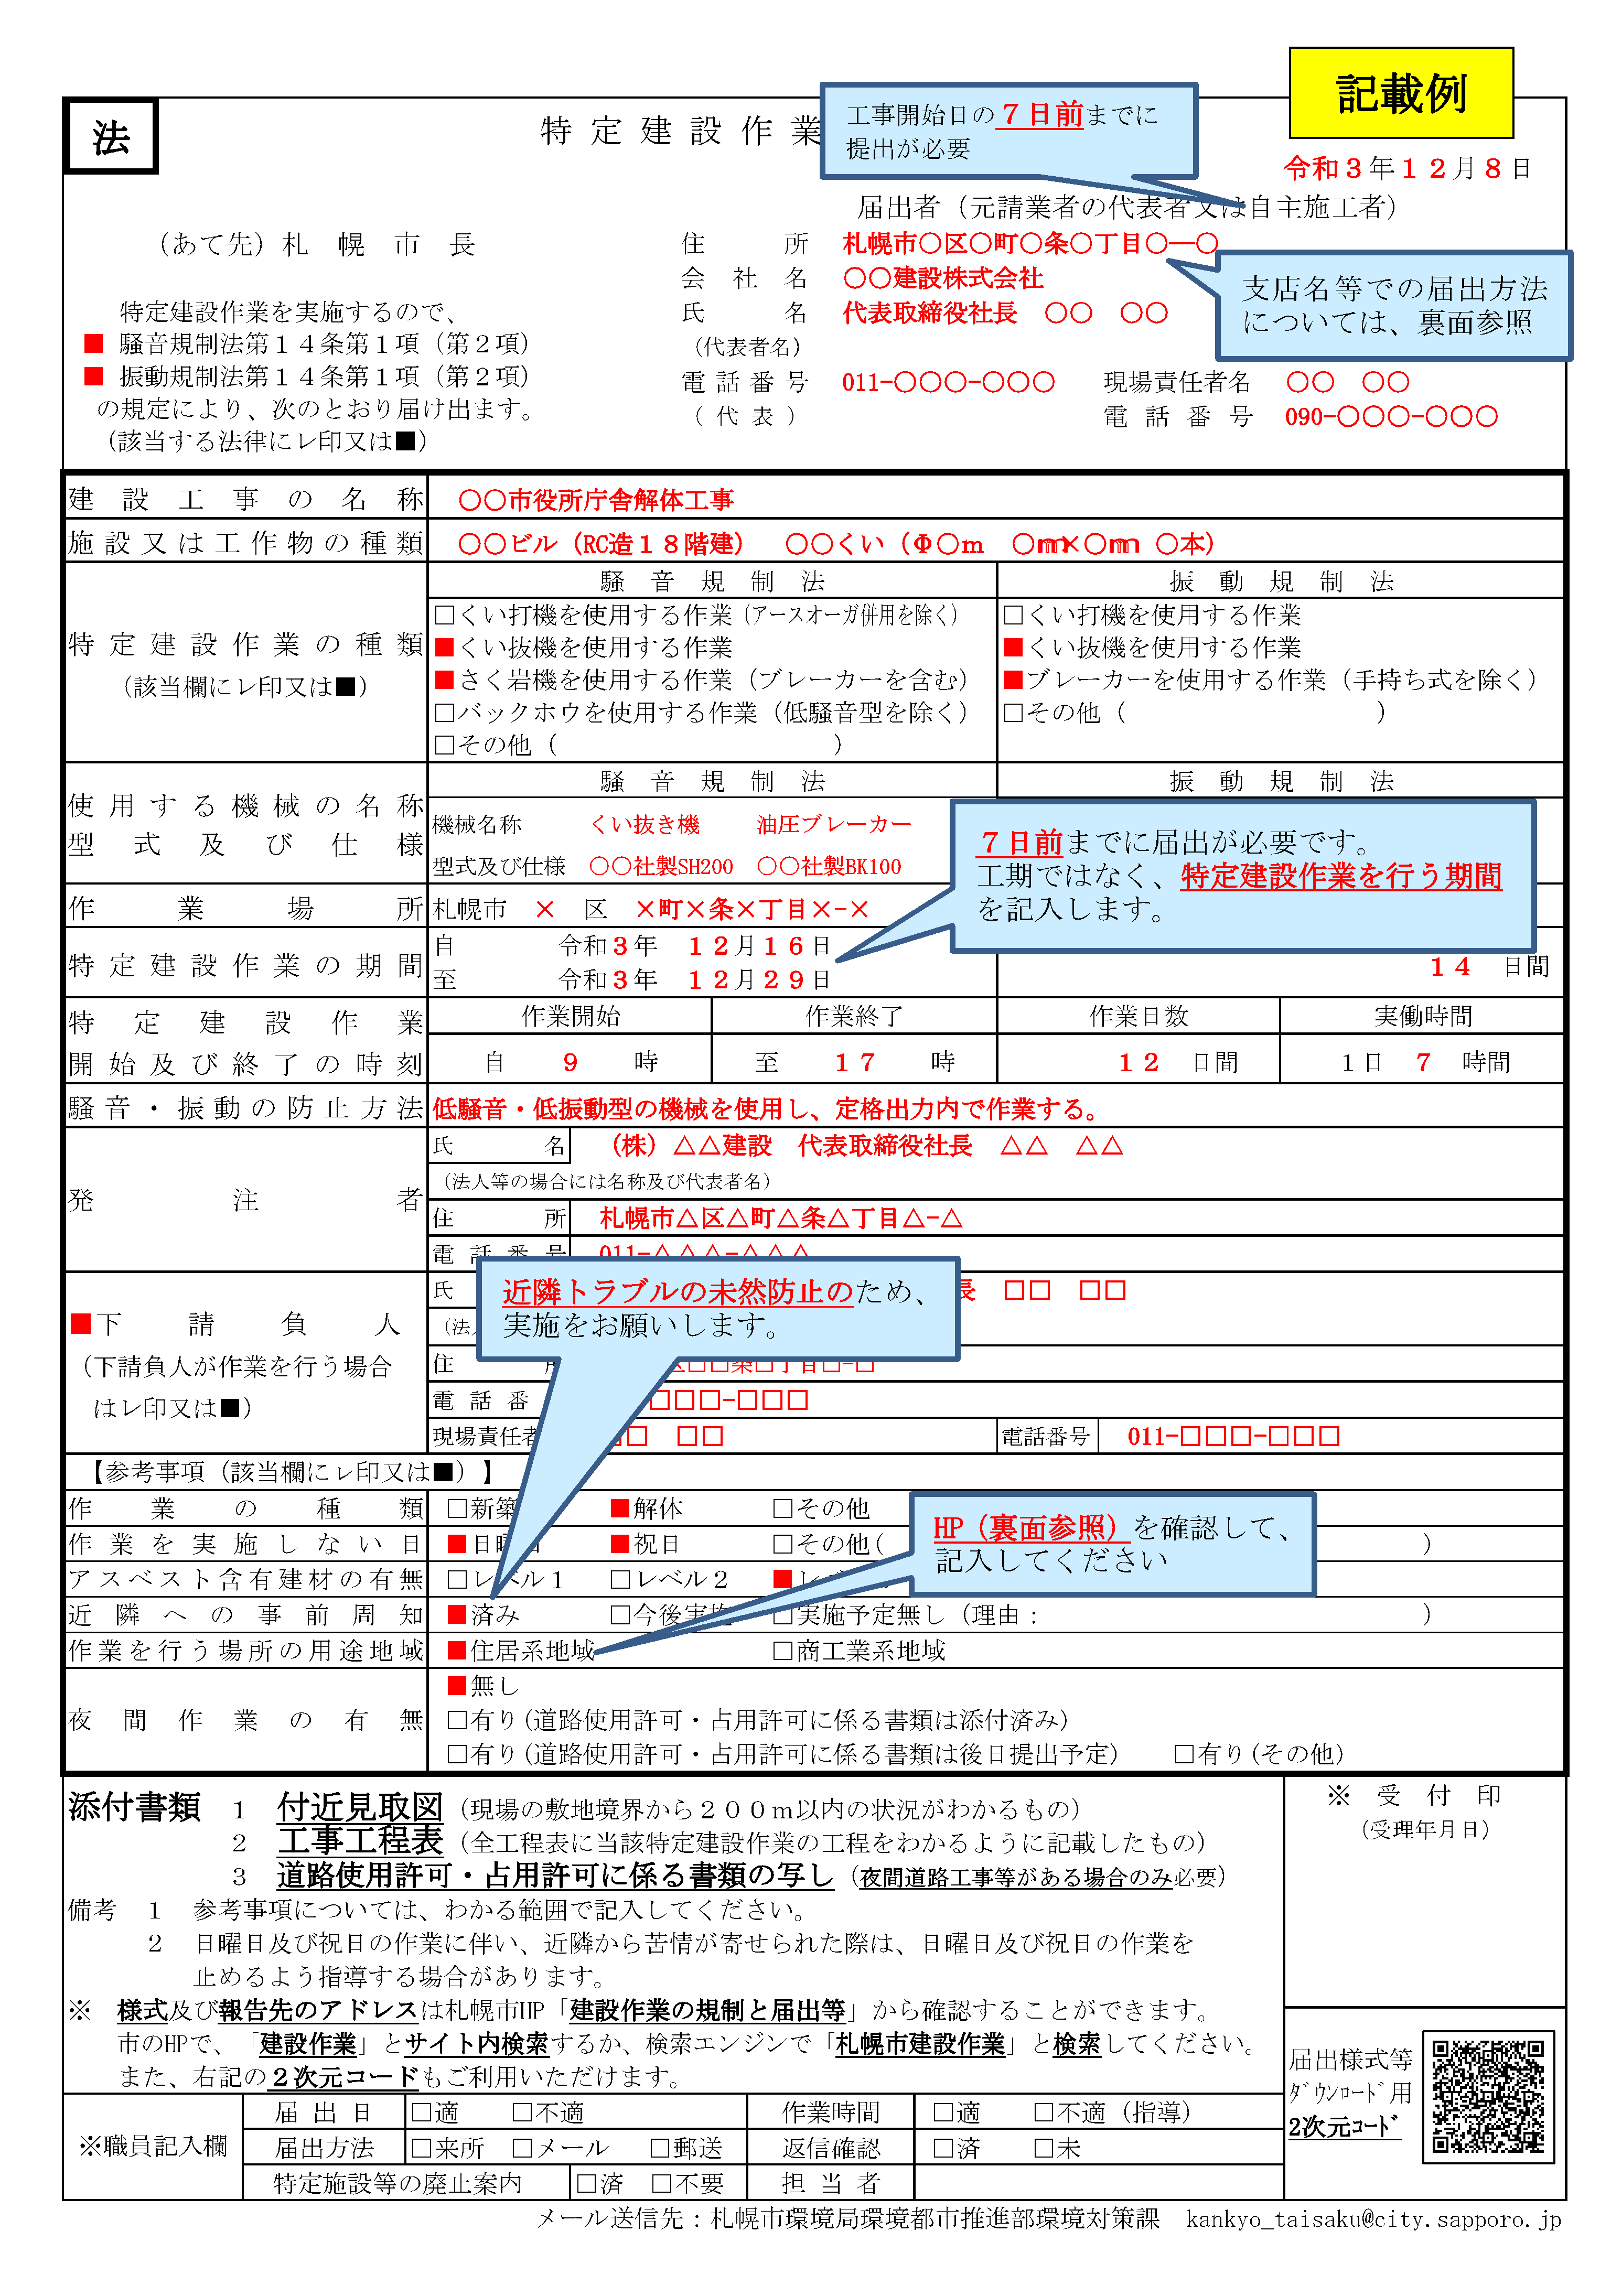 記載例
法
特定建設作業
工事開始日の７日前までに
提出が必要
令和３年１２月８日
届出者（元請業者の代表者又は自主施工者）
（あて先）札　幌　市　長
住　　　所　札幌市○区○町○条○丁目○―○
会　社　名　○○建設株式会社
支店名等での届出方法
については、裏面参照
特定建設作業を実施するので、
氏　　　名　代表取締役社長　○○　○○
■ 騒音規制法第１４条第１項（第２項）
（代表者名）
■ 振動規制法第１４条第１項（第２項）
電話番号　011-○○○-○○○　現場責任者名　○○　○○
の規定により、次のとおり届け出ます。
（代表）　電話番号　090-○○○-○○○
（該当する法律にレ印又は■）
建設工事の名称　○○市役所庁舎解体工事
施設又は工作物の種類　○○ビル（RC造１８階建）　○○くい（Φ○ｍ　○㎜×○㎜　○本）
特定建設作業の種類
（該当欄にレ印又は■）
騒　音　規　制　法　振　動　規　制　法
□くい打機を使用する作業（アースオーガ併用を除く）　□くい打機を使用する作業
■くい抜機を使用する作業　■くい抜機を使用する作業
■さく岩機を使用する作業（ブレーカーを含む）　■ブレーカーを使用する作業（手持ち式を除く）
□バックホウを使用する作業（低騒音型を除く）　□その他（　　　）
□その他（　　　）
使用する機械の名称
型式及び仕様
騒　音　規　制　法　振　動　規　制　法
機械名称　くい抜き機　油圧ブレーカー
型式及び仕様　○○社製SH200　○○社製BK100
７日前までに届出が必要です。
工期ではなく、特定建設作業を行う期間
を記入します。
作業場所　札幌市　×　区　×町×条×丁目×-×
特定建設作業の期間
自　令和３年　１２月１６日
至　令和３年　１２月２９日
１４　日間
特定建設作業
開始及び終了の時刻
作業開始　作業終了　作業日数　実働時間
自　９　時　至　１７　時　１２　日間　１日　７　時間
騒音・振動の防止方法　低騒音・低振動型の機械を使用し、定格出力内で作業する。
発注者
氏　名　（株）△△建設　代表取締役社長　△△　△△
（法人等の場合には名称及び代表者名）
住　所　札幌市△区△町△条△丁目△-△
電話番号　011-△△△-△△△
近隣トラブルの未然防止のため、
実施をお願いします。
■下請負人
（下請負人が作業を行う場合
はレ印又は■）
氏　長　□□　□□
（法
住　所　□□条□丁目□-□
電話番　□□□-□□□
現場責任者　□　□□　電話番号　011-□□□-□□□
【参考事項（該当欄にレ印又は■）】
作業の種類　□新築　■解体　□その他
作業を実施しない日　■日曜日　■祝日　□その他(　　　)
アスベスト含有建材の有無　□レベル１　□レベル２　■レ
HP（裏面参照）を確認して、
記入してください
近隣への事前周知　■済み　□今後実施　□実施予定無し（理由：　　　）
作業を行う場所の用途地域　■住居系地域　□商工業系地域
夜間作業の有無
■無し
□有り(道路使用許可・占用許可に係る書類は添付済み)
□有り(道路使用許可・占用許可に係る書類は後日提出予定)　□有り(その他)
添付書類　１　付近見取図（現場の敷地境界から２００ｍ以内の状況がわかるもの）
２　工事工程表（全工程表に当該特定建設作業の工程をわかるように記載したもの）
３　道路使用許可・占用許可に係る書類の写し（夜間道路工事等がある場合のみ必要）
※　受　付　印
（受理年月日）
備考　１　参考事項については、わかる範囲で記入してください。
２　日曜日及び祝日の作業に伴い、近隣から苦情が寄せられた際は、日曜日及び祝日の作業を
止めるよう指導する場合があります。
※　様式及び報告先のアドレスは札幌市HP「建設作業の規制と届出等」から確認することができます。
市のHPで、「建設作業」とサイト内検索するか、検索エンジンで「札幌市建設作業」と検索してください。
また、右記の２次元コードもご利用いただけます。
届出様式等
ﾀﾞｳﾝﾛｰﾄﾞ用
2次元ｺｰﾄﾞ
※職員記入欄
届出日　□適　□不適　作業時間　□適　□不適（指導）
届出方法　□来所　□メール　□郵送　返信確認　□済　□未
特定施設等の廃止案内　□済　□不要　担当者
メール送信先：札幌市環境局環境都市推進部環境対策課　kankyo_taisaku@city.sapporo.jp